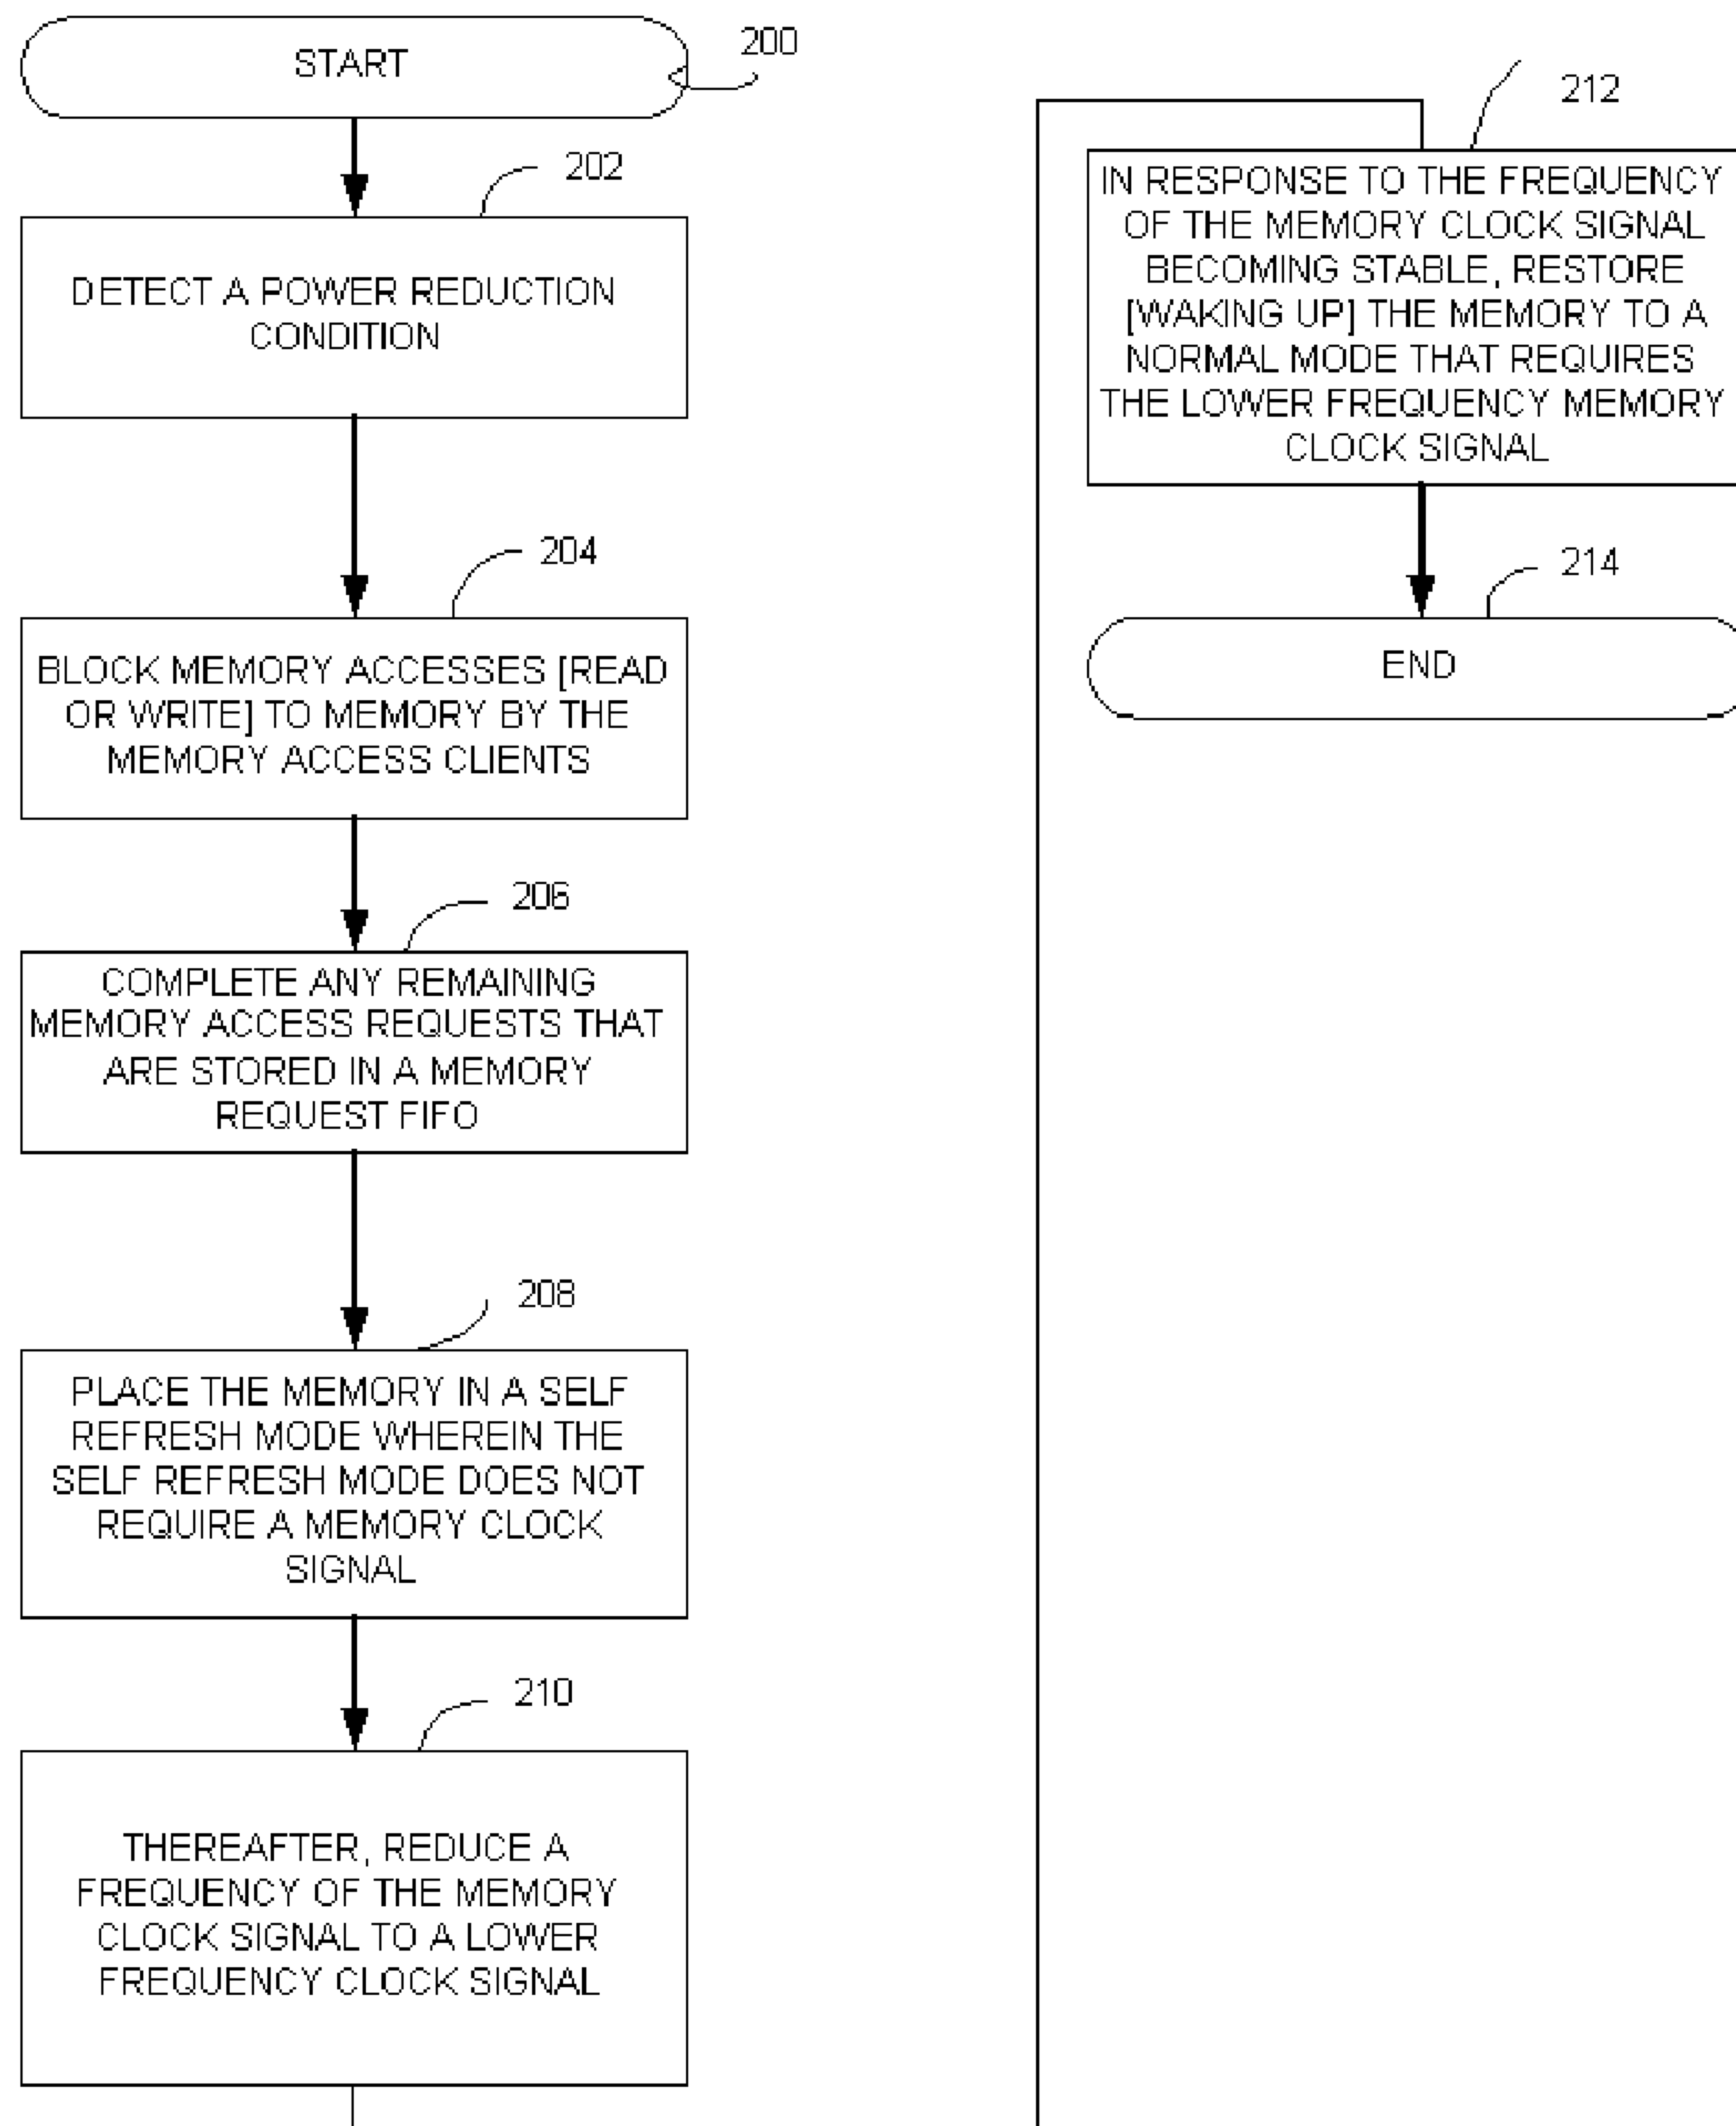 START
200
202
DETECT A POWER REDUCTION
CONDITION
204
BLOCK MEMORY ACCESSES [READ
OR WRITE] TO MEMORY BY THE
MEMORY ACCESS CLIENTS
206
COMPLETE ANY REMAINING
MEMORY ACCESS REQUESTS THAT
ARE STORED IN A MEMORY
REQUEST FIFO
208
PLACE THE MEMORY IN A SELF
REFRESH MODE WHEREIN THE
SELF REFRESH MODE DOES NOT
REQUIRE A MEMORY CLOCK
SIGNAL
210
THEREAFTER, REDUCE A
FREQUENCY OF THE MEMORY
CLOCK SIGNAL TO A LOWER
FREQUENCY CLOCK SIGNAL
212
IN RESPONSE TO THE FREQUENCY
OF THE MEMORY CLOCK SIGNAL
BECOMING STABLE, RESTORE
[WAKING UP] THE MEMORY TO A
NORMAL MODE THAT REQUIRES
THE LOWER FREQUENCY MEMORY
CLOCK SIGNAL
214
END